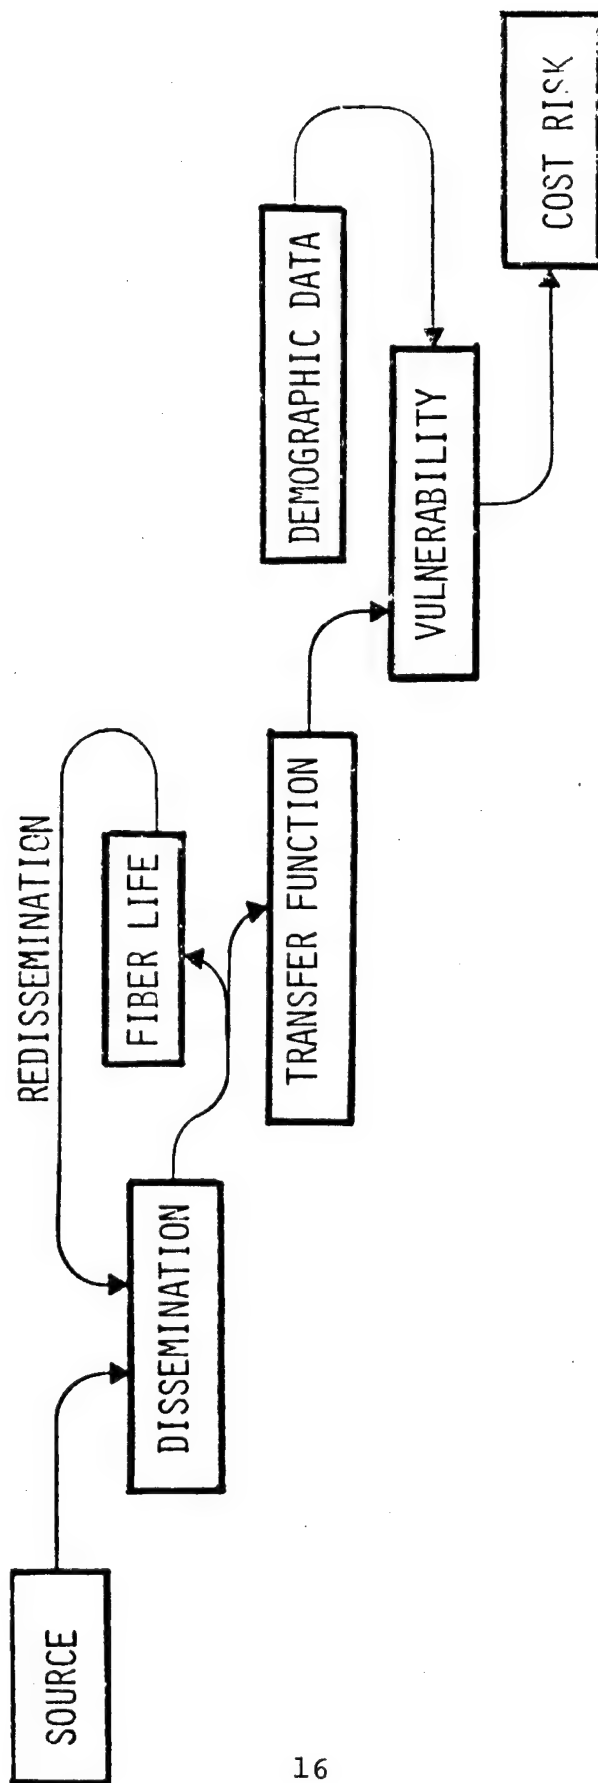 SOURCE
DISSEMINATION
REDISSEMINATION
FIBER LIFE
TRANSFER FUNCTION
DEMOGRAPHIC DATA
VULNERABILITY
COST RISK
16